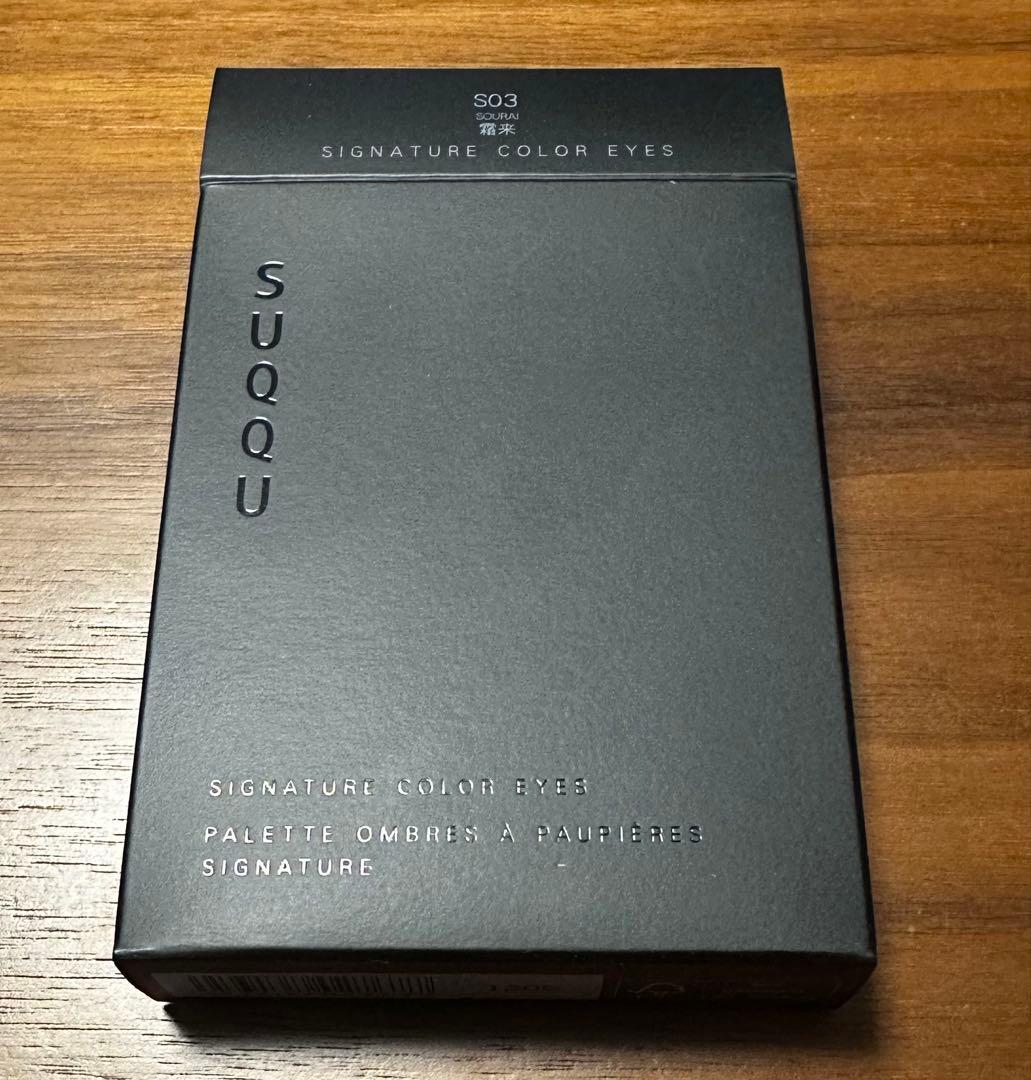 S03
SOURAI
霜来
SIGNATURE COLOR EYES
SUQQU
SIGNATURE COLOR EYES
PALETTE OMBRES À PAUPIÈRES
SIGNATURE